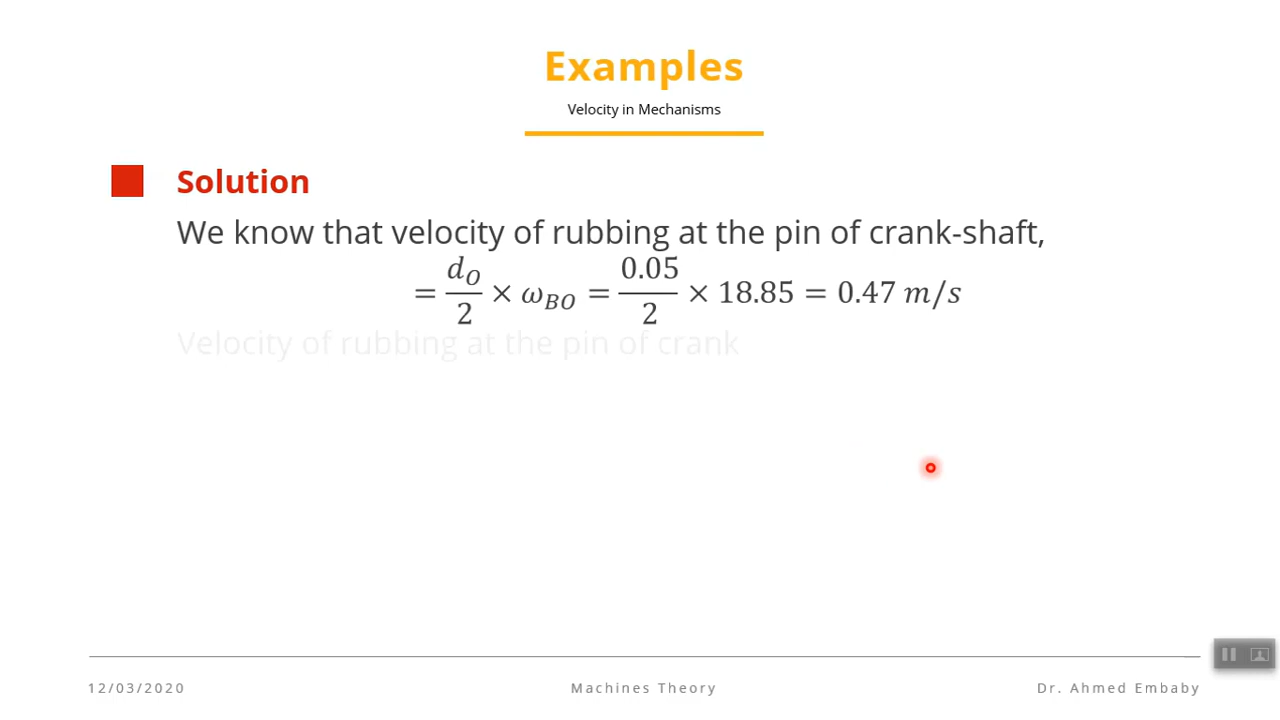 Examples
Velocity in Mechanisms
Solution
We know that velocity of rubbing at the pin of crank-shaft,
= d_O/2 × ω_BO = 0.05/2 × 18.85 = 0.47 m/s
Velocity of rubbing at the pin of crank
12/03/2020 Machines Theory Dr. Ahmed Embaby